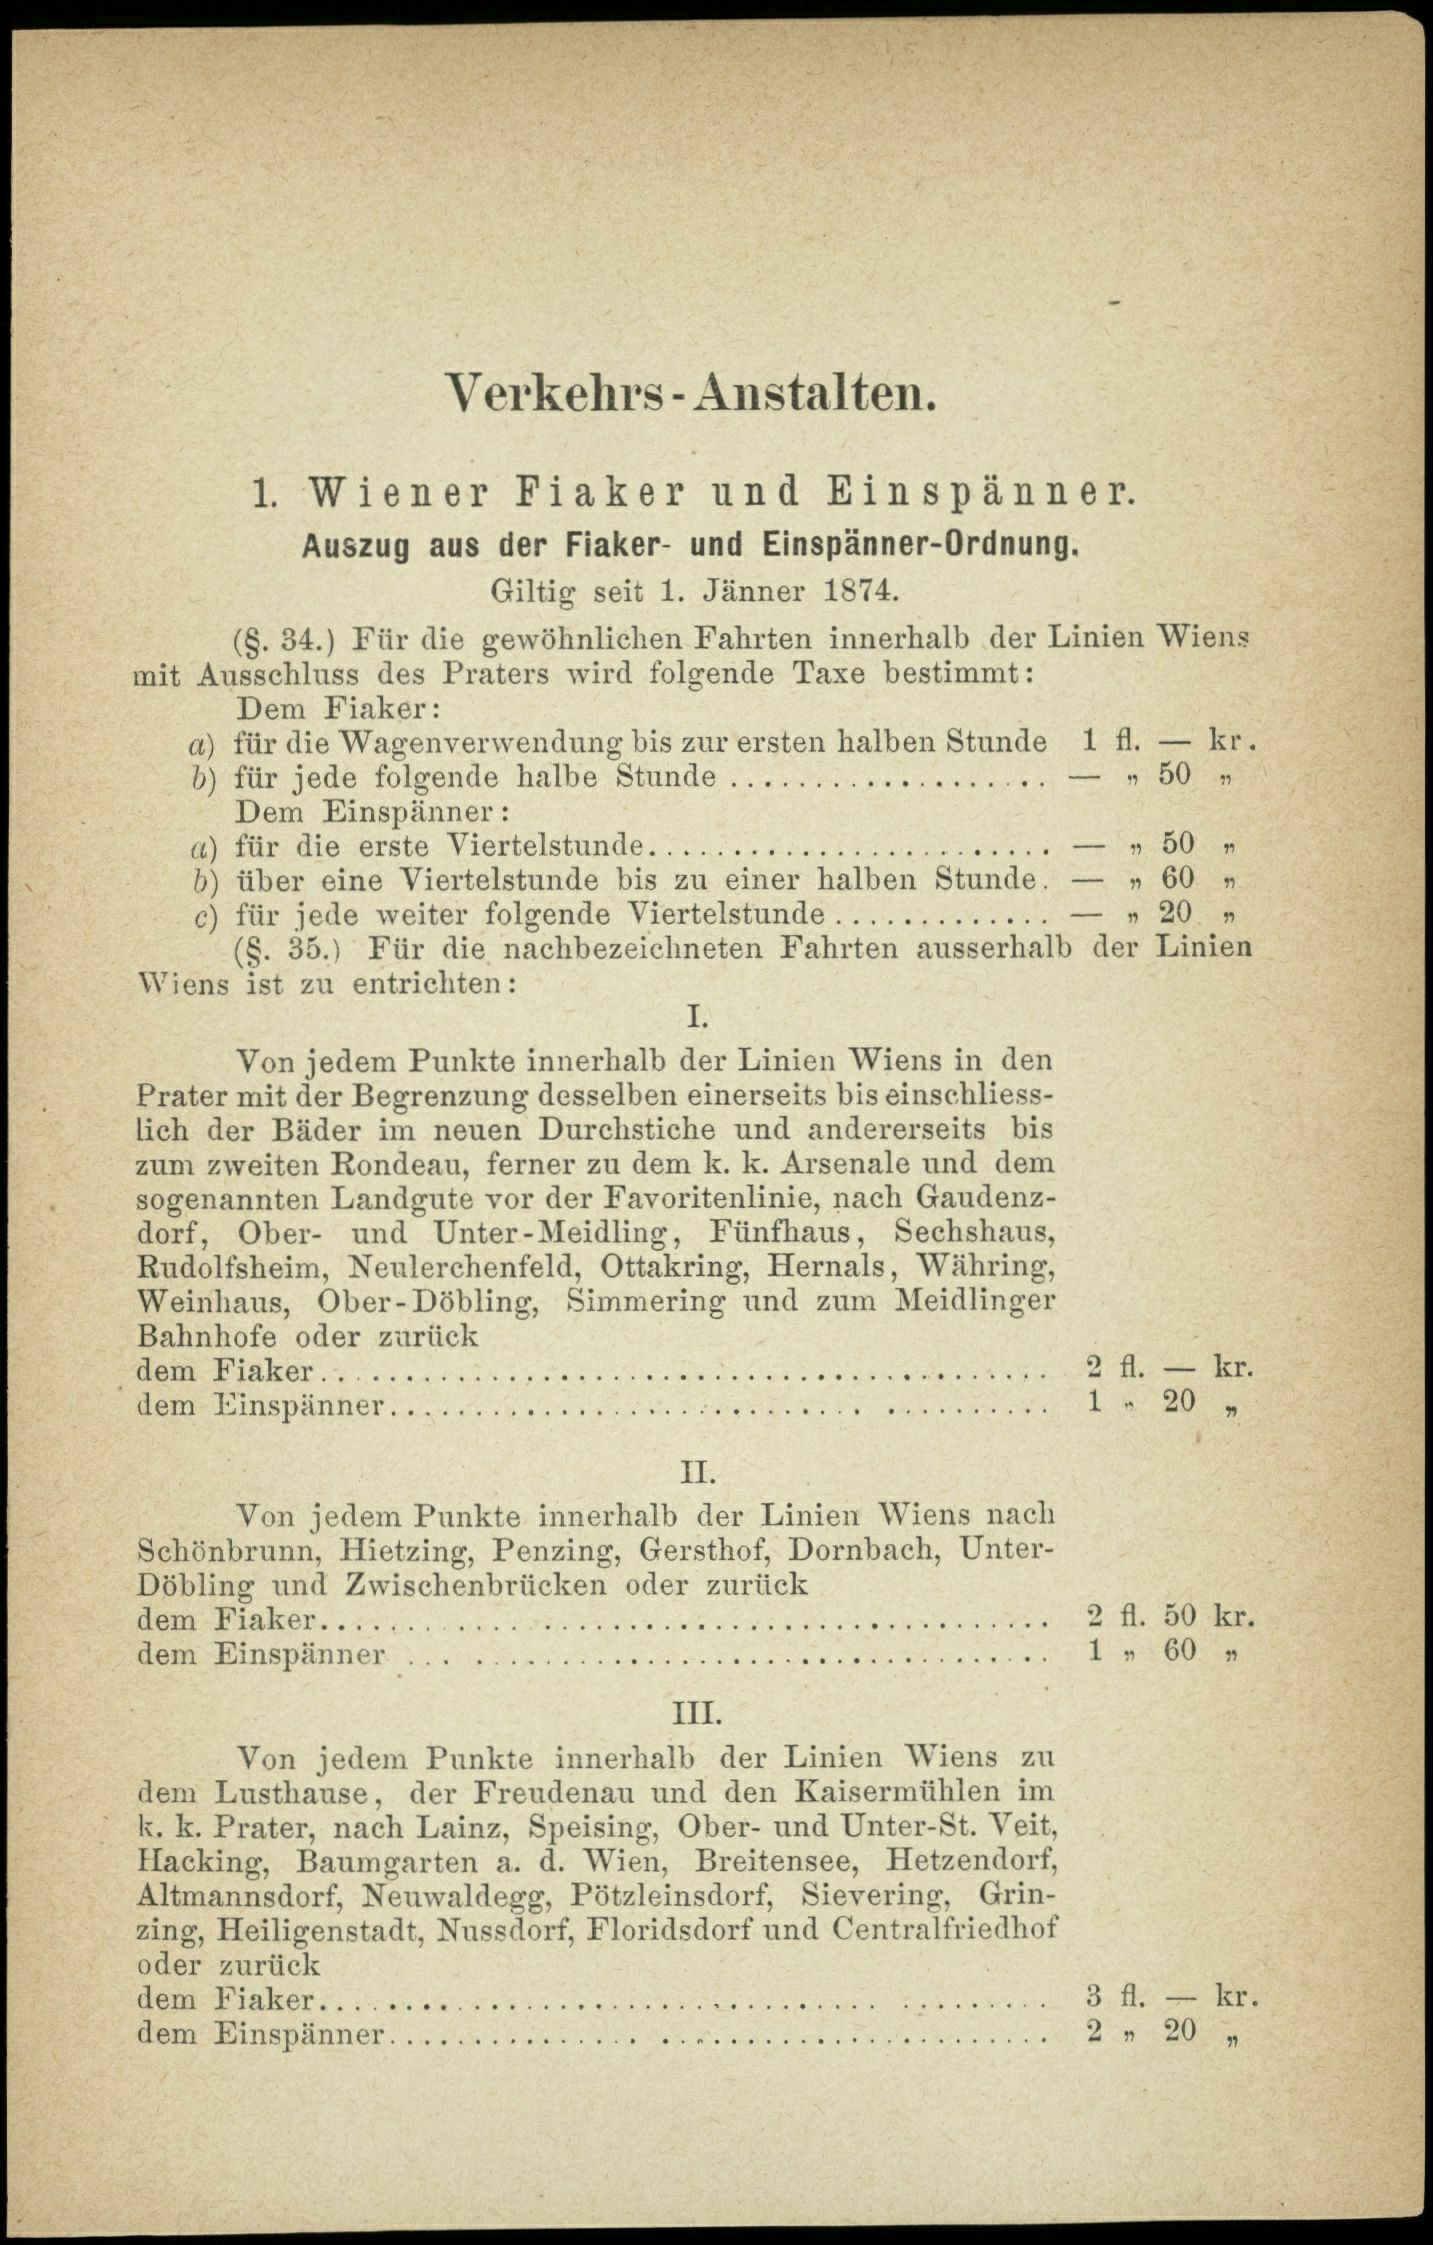 Verkehrs-Anstalten.
1. Wiener Fiaker und Einspänner.
Auszug aus der Fiaker- und Einspänner-Ordnung.
Giltig seit 1. Jänner 1874.
(§. 34.) Für die gewöhnlichen Fahrten innerhalb der Linien Wiens
mit Ausschluss des Praters wird folgende Taxe bestimmt:
Dem Fiaker:
a) für die Wagenverwendung bis zur ersten halben Stunde 1 fl. — kr.
b) für jede folgende halbe Stunde ................... — „ 50 „
Dem Einspänner:
a) für die erste Viertelstunde........................ — „ 50 „
b) über eine Viertelstunde bis zu einer halben Stunde. — „ 60 „
c) für jede weiter folgende Viertelstunde ............. — „ 20 „
(§. 35.) Für die nachbezeichneten Fahrten ausserhalb der Linien
Wiens ist zu entrichten:
I.
Von jedem Punkte innerhalb der Linien Wiens in den
Prater mit der Begrenzung desselben einerseits bis einschliess-
lich der Bäder im neuen Durchstiche und andererseits bis
zum zweiten Rondeau, ferner zu dem k. k. Arsenale und dem
sogenannten Landgute vor der Favoritenlinie, nach Gaudenz-
dorf, Ober- und Unter-Meidling, Fünfhaus, Sechshaus,
Rudolfsheim, Neulerchenfeld, Ottakring, Hernals, Währing,
Weinhaus, Ober-Döbling, Simmering und zum Meidlinger
Bahnhofe oder zurück
dem Fiaker........................................... 2 fl. — kr.
dem Einspänner....................................... 1 „ 20 „
II.
Von jedem Punkte innerhalb der Linien Wiens nach
Schönbrunn, Hietzing, Penzing, Gersthof, Dornbach, Unter-
Döbling und Zwischenbrücken oder zurück
dem Fiaker........................................... 2 fl. 50 kr.
dem Einspänner ...................................... 1 „ 60 „
III.
Von jedem Punkte innerhalb der Linien Wiens zu
dem Lusthause, der Freudenau und den Kaisermühlen im
k. k. Prater, nach Lainz, Speising, Ober- und Unter-St. Veit,
Hacking, Baumgarten a. d. Wien, Breitensee, Hetzendorf,
Altmannsdorf, Neuwaldegg, Pötzleinsdorf, Sievering, Grin-
zing, Heiligenstadt, Nussdorf, Floridsdorf und Centralfriedhof
oder zurück
dem Fiaker........................................... 3 fl. — kr.
dem Einspänner....................................... 2 „ 20 „